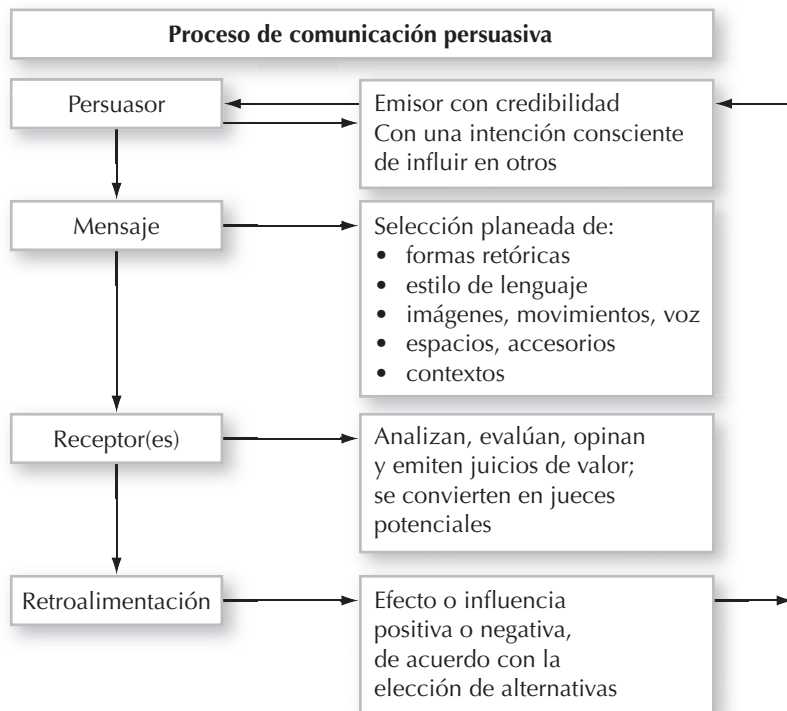 Proceso de comunicación persuasiva
Persuasor
Emisor con credibilidad
Con una intención consciente
de influir en otros
Mensaje
Selección planeada de:
• formas retóricas
• estilo de lenguaje
• imágenes, movimientos, voz
• espacios, accesorios
• contextos
Receptor(es)
Analizan, evalúan, opinan
y emiten juicios de valor;
se convierten en jueces
potenciales
Retroalimentación
Efecto o influencia
positiva o negativa,
de acuerdo con la
elección de alternativas